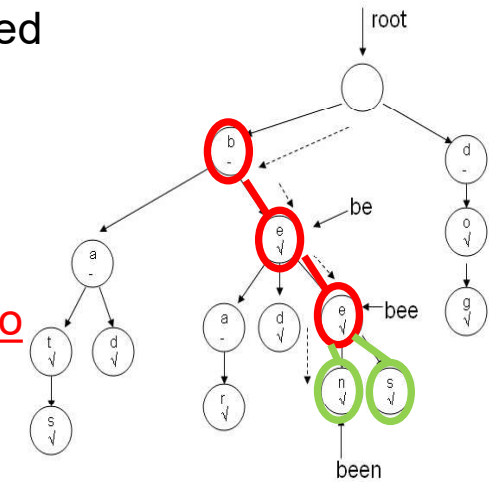 root
ed
b
-
d
-
be
e
√
o
√
a
-
bee
e
√
g
√
o
t
√
d
√
a
-
d
√
n
√
s
√
r
√
s
√
been